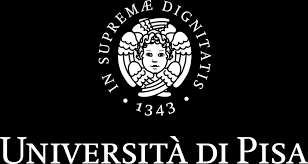 IN SUPREMÆ DIGNITATIS
· 1343 ·
UNIVERSITÀ DI PISA